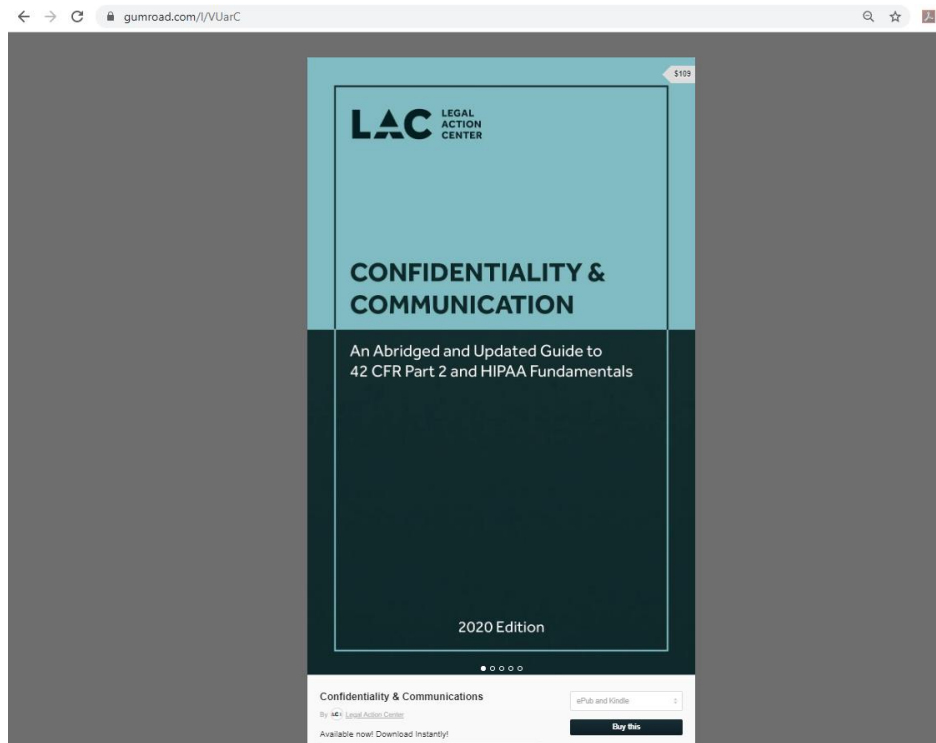 gumroad.com/l/VUarC
$109
LAC LEGAL
ACTION
CENTER
CONFIDENTIALITY &
COMMUNICATION
An Abridged and Updated Guide to
42 CFR Part 2 and HIPAA Fundamentals
2020 Edition
Confidentiality & Communications
ePub and Kindle
By LAC Legal Action Center
Buy this
Available now! Download Instantly!